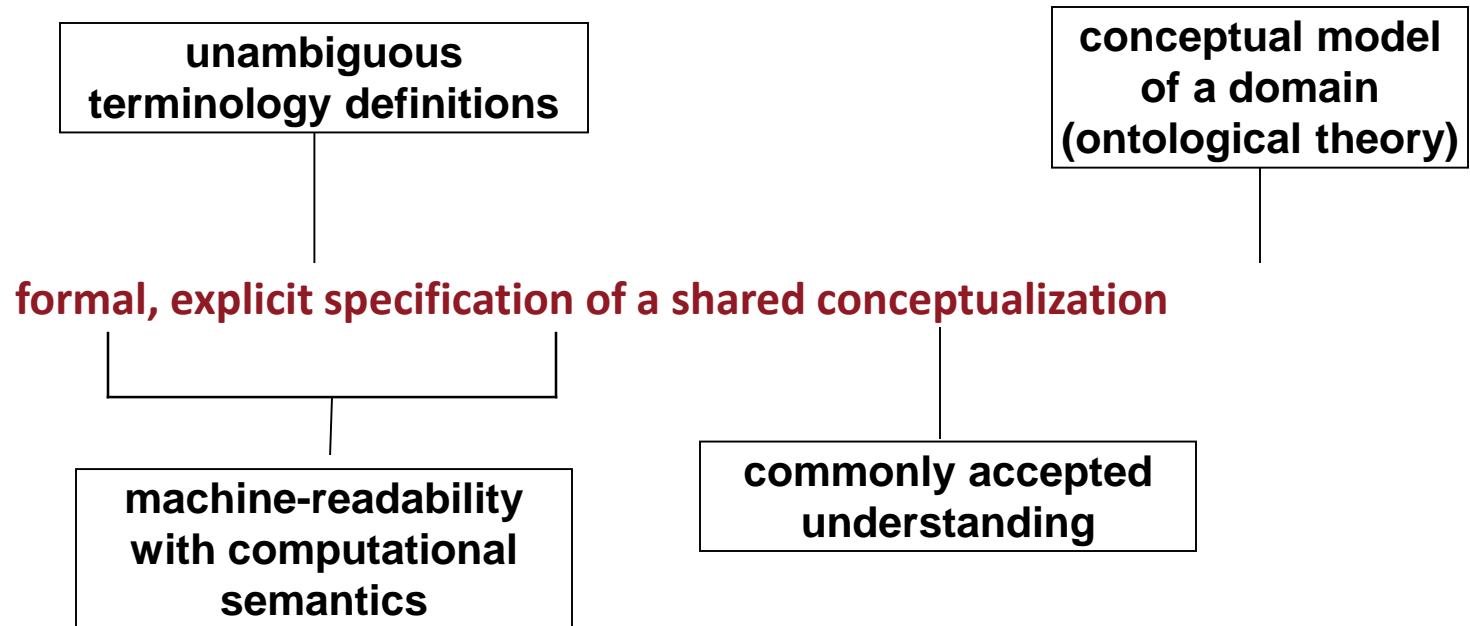 unambiguous
terminology definitions
conceptual model
of a domain
(ontological theory)
formal, explicit specification of a shared conceptualization
machine-readability
with computational
semantics
commonly accepted
understanding